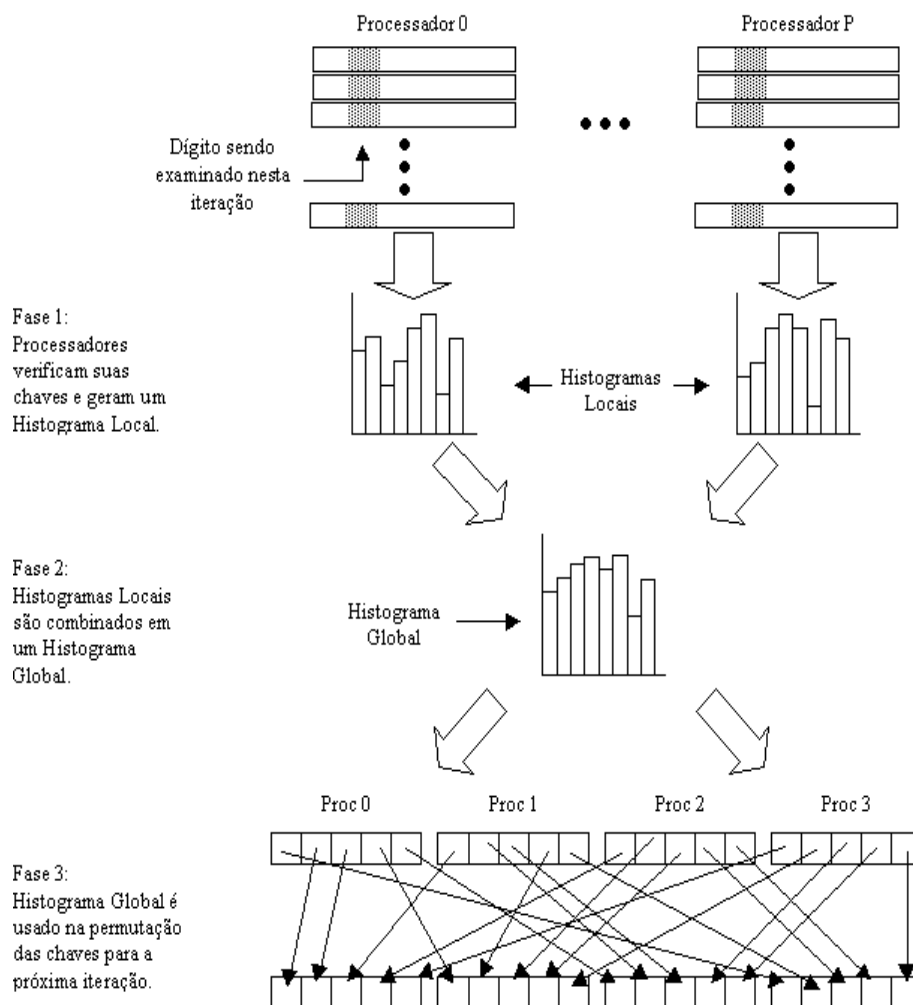 Processador 0
Processador P
Dígito sendo
examinado nesta
iteração
Fase 1:
Processadores
verificam suas
chaves e geram um
Histograma Local.
Histogramas
Locais
Fase 2:
Histogramas Locais
são combinados em
um Histograma
Global.
Histograma
Global
Proc 0
Proc 1
Proc 2
Proc 3
Fase 3:
Histograma Global é
usado na permutação
das chaves para a
próxima iteração.